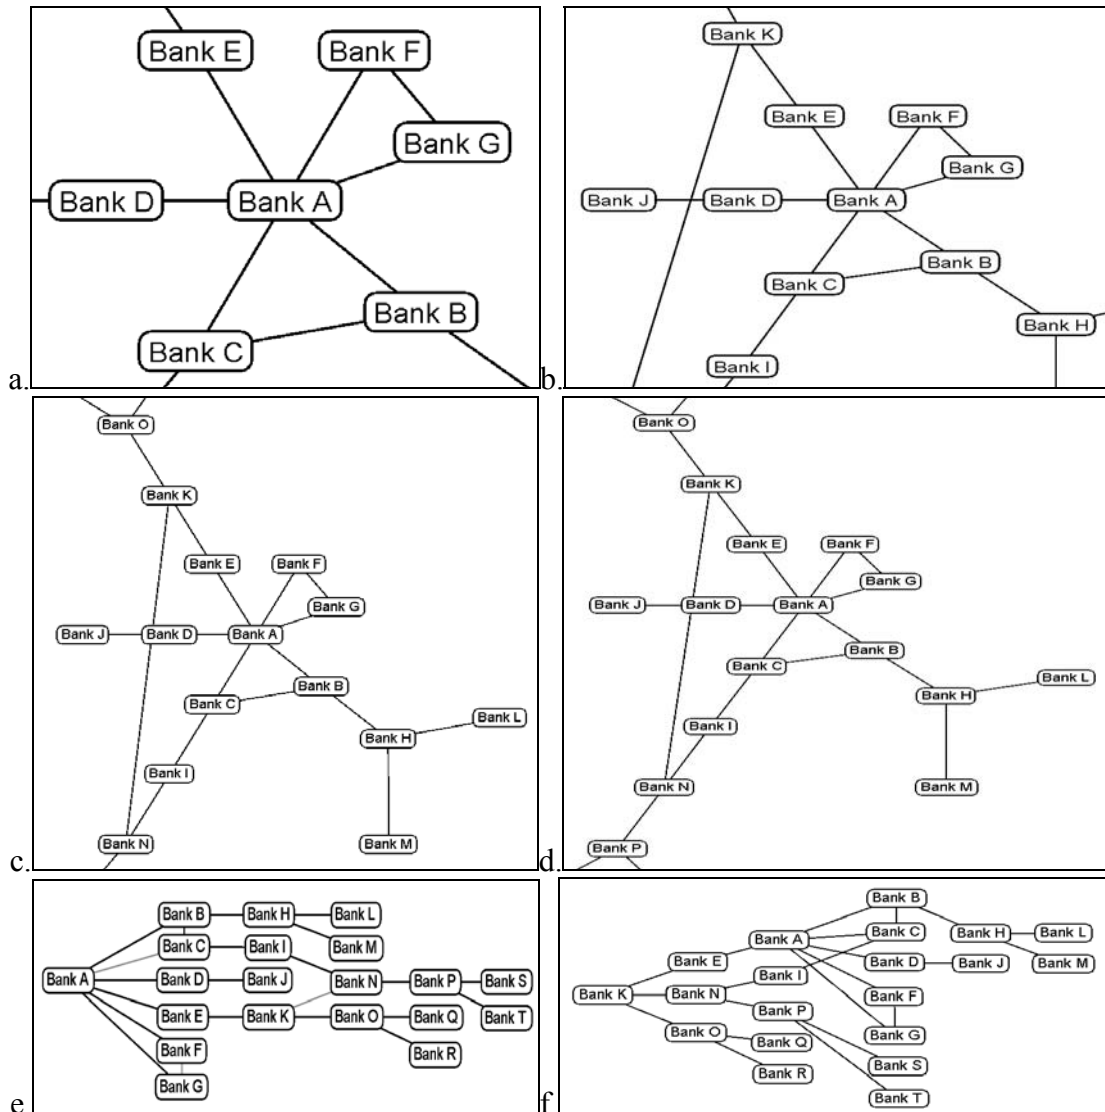 Bank E
Bank F
Bank G
Bank D
Bank A
Bank B
Bank C
a.
Bank K
Bank E
Bank F
Bank G
Bank J
Bank D
Bank A
Bank B
Bank C
Bank H
Bank I
b.
Bank O
Bank K
Bank E
Bank F
Bank G
Bank J
Bank D
Bank A
Bank B
Bank C
Bank L
Bank H
Bank I
Bank N
Bank M
c.
Bank O
Bank K
Bank E
Bank F
Bank G
Bank J
Bank D
Bank A
Bank B
Bank C
Bank L
Bank H
Bank I
Bank N
Bank M
Bank P
d.
Bank B
Bank H
Bank L
Bank C
Bank I
Bank M
Bank A
Bank D
Bank J
Bank N
Bank P
Bank S
Bank E
Bank K
Bank O
Bank Q
Bank T
Bank F
Bank R
Bank G
e
Bank B
Bank A
Bank C
Bank H
Bank L
Bank E
Bank D
Bank J
Bank M
Bank I
Bank K
Bank N
Bank F
Bank P
Bank O
Bank Q
Bank G
Bank R
Bank S
Bank T
f